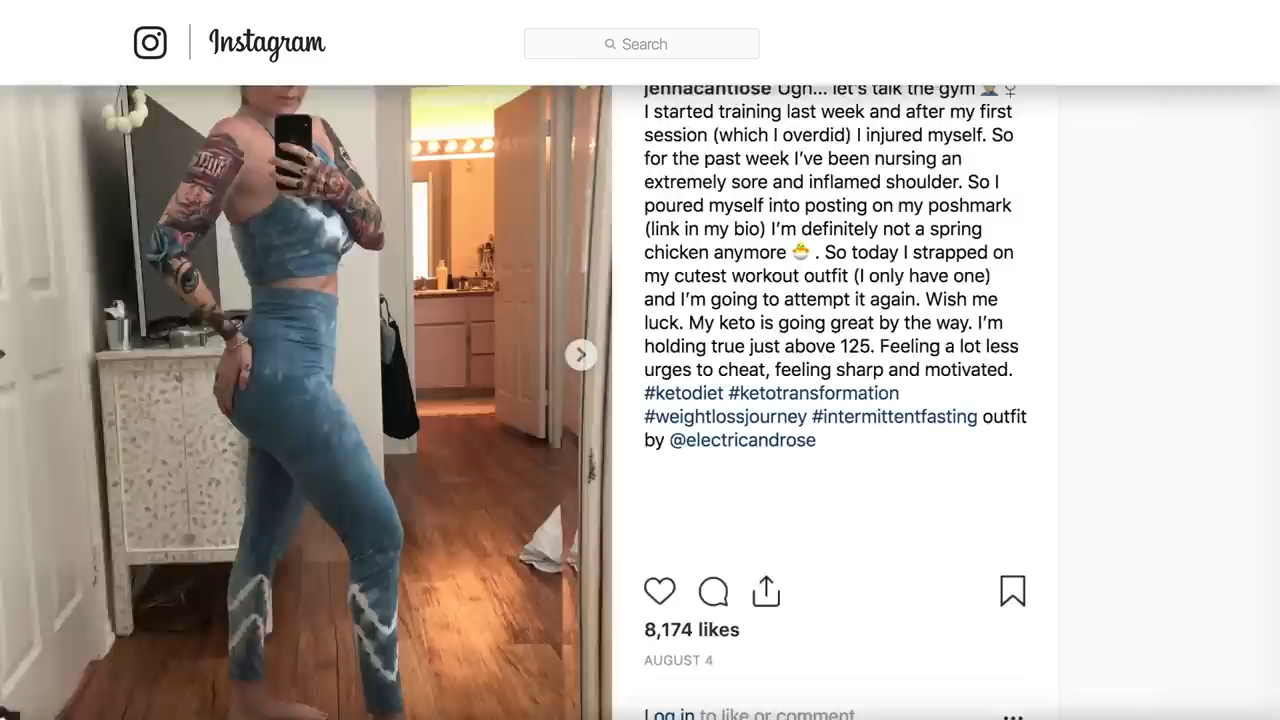 Instagram
Search
jennacantlose Ugh... let's talk the gym
I started training last week and after my first
session (which I overdid) I injured myself. So
for the past week I've been nursing an
extremely sore and inflamed shoulder. So I
poured myself into posting on my poshmark
(link in my bio) I'm definitely not a spring
chicken anymore 🐣 . So today I strapped on
my cutest workout outfit (I only have one)
and I'm going to attempt it again. Wish me
luck. My keto is going great by the way. I'm
holding true just above 125. Feeling a lot less
urges to cheat, feeling sharp and motivated.
#ketodiet #ketotransformation
#weightlossjourney #intermittentfasting outfit
by @electricandrose
8,174 likes
AUGUST 4
Log in to like or comment.